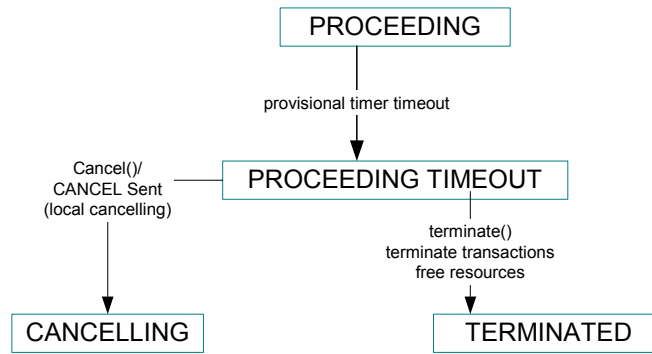 PROCEEDING
provisional timer timeout
Cancel()/
CANCEL Sent
(local cancelling)
PROCEEDING TIMEOUT
terminate()
terminate transactions
free resources
CANCELLING
TERMINATED